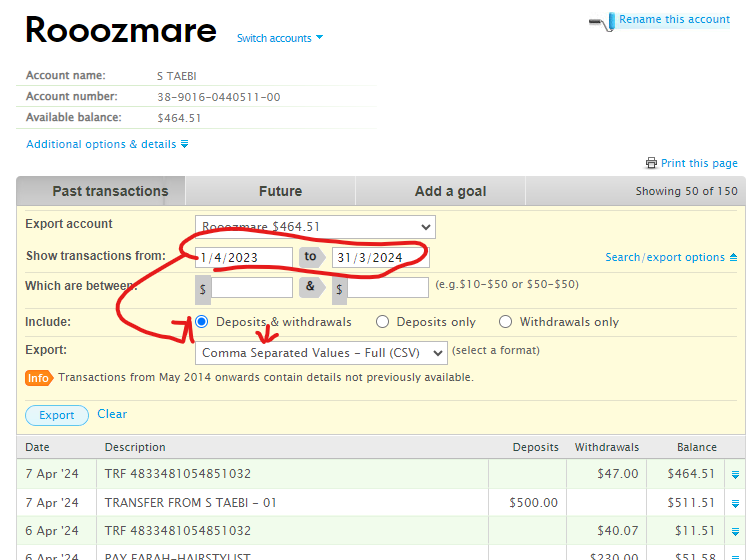 Rooozmare
Switch accounts
Rename this account
Account name: S TAEBI
Account number: 38-9016-0440511-00
Available balance: $464.51
Additional options & details
Print this page
Past transactions Future Add a goal Showing 50 of 150
Export account Rooozmare $464.51
Show transactions from: 1/4/2023 to 31/3/2024 Search/export options
Which are between: $ & $ (e.g.$10-$50 or $50-$50)
Include: Deposits & withdrawals Deposits only Withdrawals only
Export: Comma Separated Values - Full (CSV) (select a format)
Info Transactions from May 2014 onwards contain details not previously available.
Export Clear
Date Description Deposits Withdrawals Balance
7 Apr '24 TRF 4833481054851032 $47.00 $464.51
7 Apr '24 TRANSFER FROM S TAEBI - 01 $500.00 $511.51
6 Apr '24 TRF 4833481054851032 $40.07 $11.51
6 Apr '24 PAY FARAH-HAIRSTYLIST $230.00 $51.58